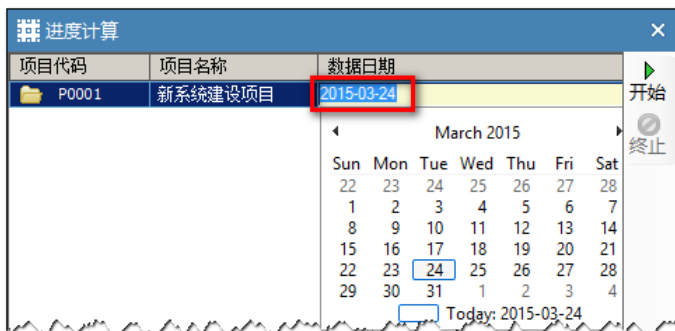 进度计算
项目代码 项目名称 数据日期
P0001 新系统建设项目 2015-03-24
开始
终止
March 2015
Sun Mon Tue Wed Thu Fri Sat
22 23 24 25 26 27 28
1 2 3 4 5 6 7
8 9 10 11 12 13 14
15 16 17 18 19 20 21
22 23 24 25 26 27 28
29 30 31 1 2 3 4
Today: 2015-03-24